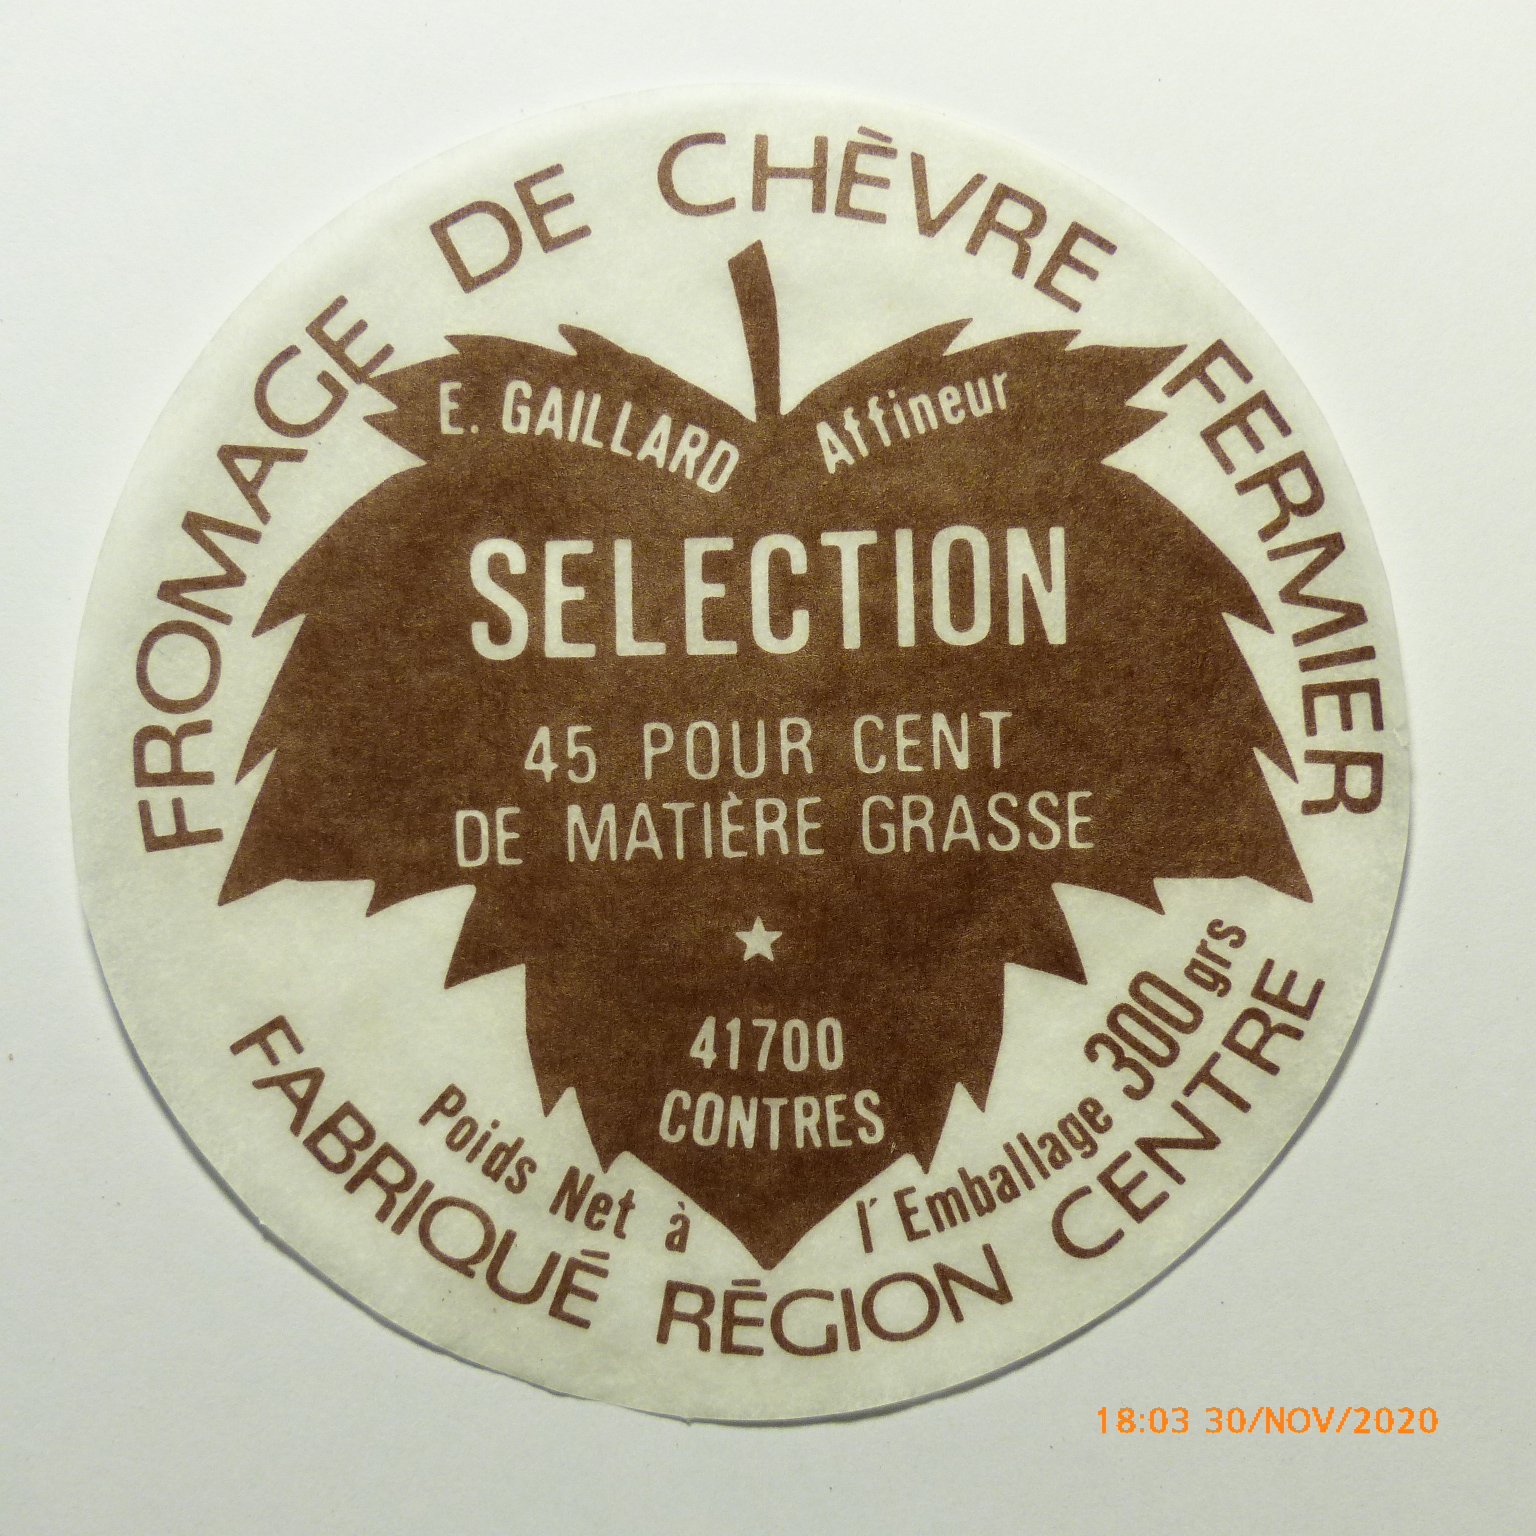 FROMAGE DE CHÈVRE FERMIER
E. GAILLARD Affineur
SELECTION
45 POUR CENT
DE MATIÈRE GRASSE
41700
CONTRES
Poids Net à l'Emballage 300 grs
FABRIQUÉ RÉGION CENTRE
18:03 30/NOV/2020